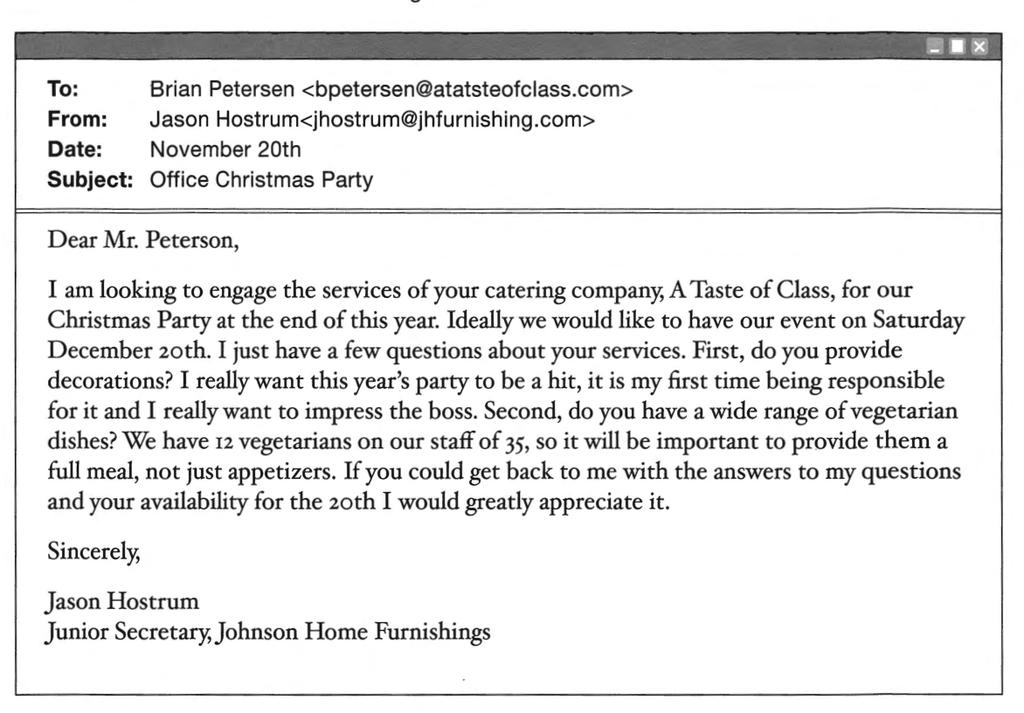 To: Brian Petersen <bpetersen@atatsteofclass.com>
From: Jason Hostrum<jhostrum@jhfurnishing.com>
Date: November 20th
Subject: Office Christmas Party
Dear Mr. Peterson,
I am looking to engage the services of your catering company, A Taste of Class, for our
Christmas Party at the end of this year. Ideally we would like to have our event on Saturday
December 20th. I just have a few questions about your services. First, do you provide
decorations? I really want this year's party to be a hit, it is my first time being responsible
for it and I really want to impress the boss. Second, do you have a wide range of vegetarian
dishes? We have 12 vegetarians on our staff of 35, so it will be important to provide them a
full meal, not just appetizers. If you could get back to me with the answers to my questions
and your availability for the 20th I would greatly appreciate it.
Sincerely,
Jason Hostrum
Junior Secretary, Johnson Home Furnishings